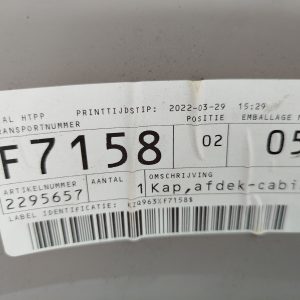 AL HTPP PRINTTIJDSTIP: 2022-03-29 15:29
RANSPORTNUMMER POSITIE EMBALLAGE
F7158 02 05
ARTIKELNUMMER AANTAL OMSCHRIJVING
2295657 1 Kap,afdek-cabi
LABEL IDENTIFICATIE: